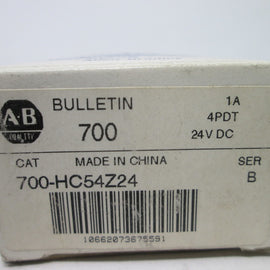 A-B
QUALITY
BULLETIN
700
1A
4PDT
24V DC
CAT
MADE IN CHINA
SER
700-HC54Z24
B
10662073675591